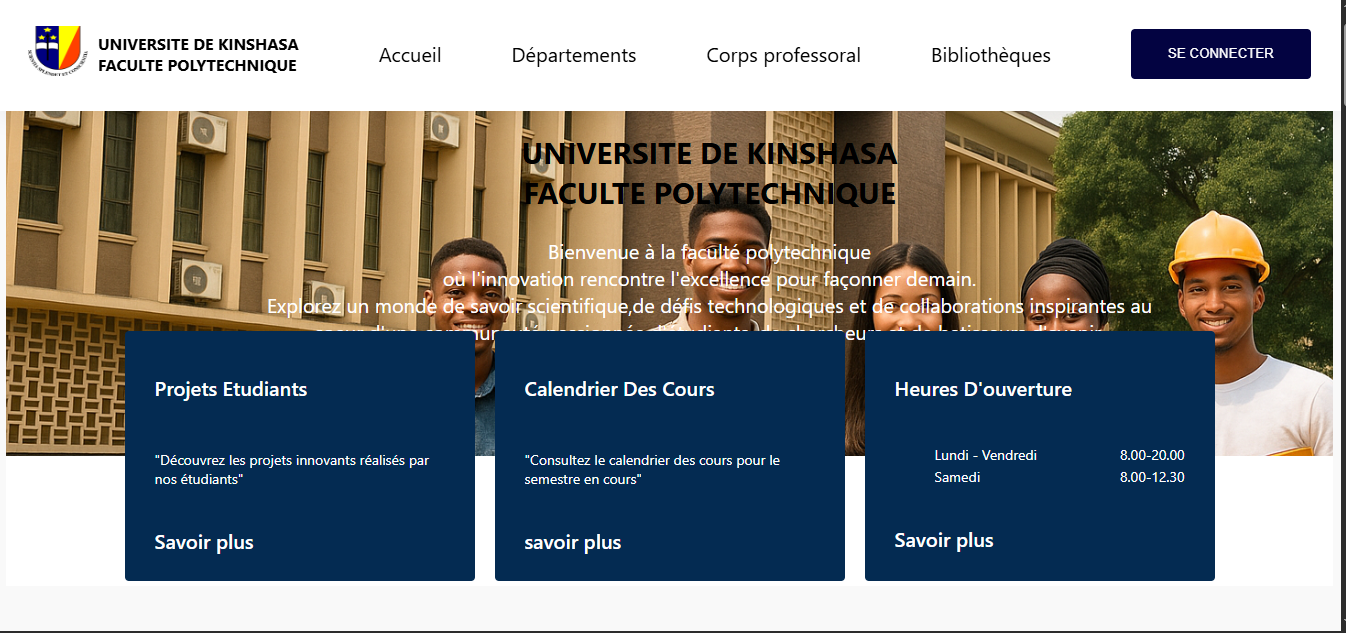 UNIVERSITE DE KINSHASA
FACULTE POLYTECHNIQUE
Accueil
Départements
Corps professoral
Bibliothèques
SE CONNECTER
UNIVERSITE DE KINSHASA
FACULTE POLYTECHNIQUE
Bienvenue à la faculté polytechnique
où l'innovation rencontre l'excellence pour façonner demain.
Explorez un monde de savoir scientifique,de défis technologiques et de collaborations inspirantes au
Projets Etudiants
"Découvrez les projets innovants réalisés par
nos étudiants"
Savoir plus
Calendrier Des Cours
"Consultez le calendrier des cours pour le
semestre en cours"
savoir plus
Heures D'ouverture
Lundi - Vendredi 8.00-20.00
Samedi 8.00-12.30
Savoir plus